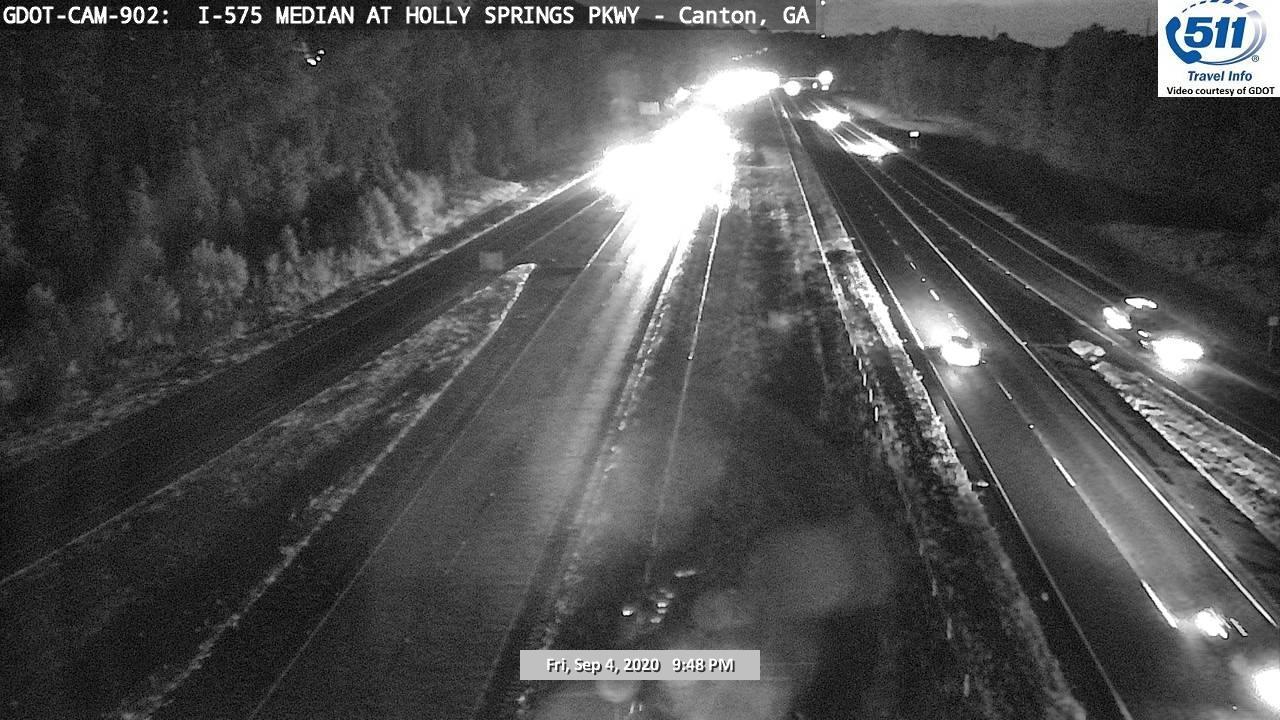 GDOT-CAM-902: I-575 MEDIAN AT HOLLY SPRINGS PKWY - Canton, GA
511
Travel Info
Video courtesy of GDOT
Fri, Sep 4, 2020 9:48 PM